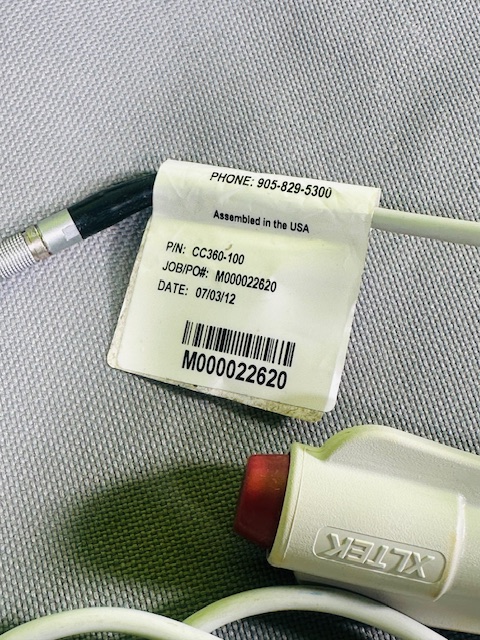 PHONE: 905-829-5300
Assembled in the USA
P/N: CC360-100
JOB/PO#: M000022620
DATE: 07/03/12
M000022620
XLTEK